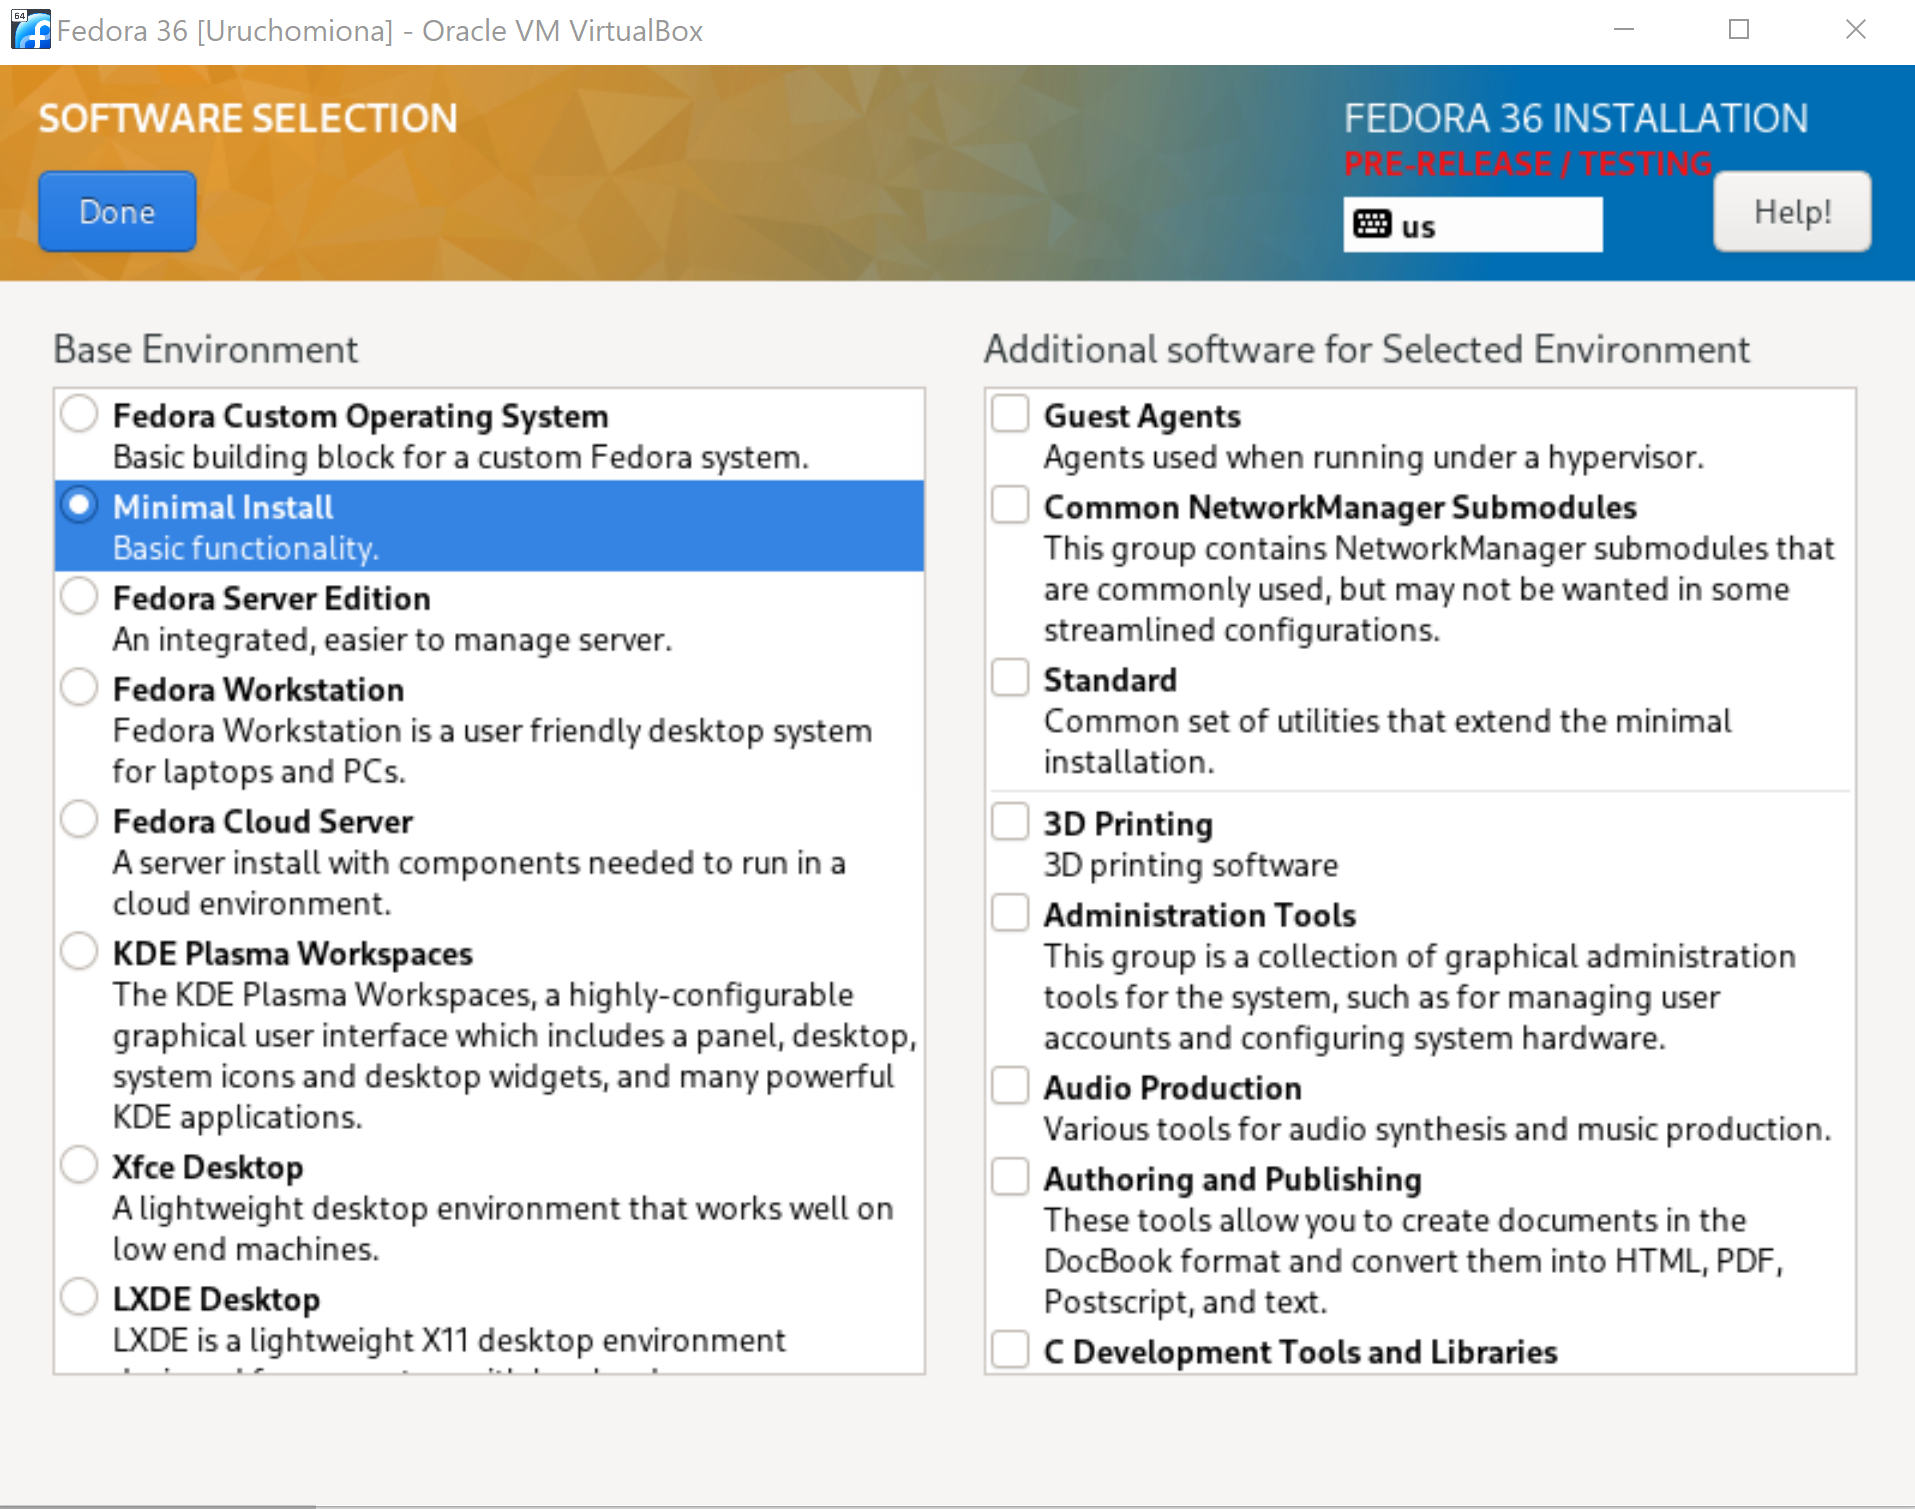 64
Fedora 36 [Uruchomiona] - Oracle VM VirtualBox
SOFTWARE SELECTION
Done
FEDORA 36 INSTALLATION
PRE-RELEASE / TESTING
us
Help!
Base Environment
Fedora Custom Operating System
Basic building block for a custom Fedora system.
Minimal Install
Basic functionality.
Fedora Server Edition
An integrated, easier to manage server.
Fedora Workstation
Fedora Workstation is a user friendly desktop system
for laptops and PCs.
Fedora Cloud Server
A server install with components needed to run in a
cloud environment.
KDE Plasma Workspaces
The KDE Plasma Workspaces, a highly-configurable
graphical user interface which includes a panel, desktop,
system icons and desktop widgets, and many powerful
KDE applications.
Xfce Desktop
A lightweight desktop environment that works well on
low end machines.
LXDE Desktop
LXDE is a lightweight X11 desktop environment
Additional software for Selected Environment
Guest Agents
Agents used when running under a hypervisor.
Common NetworkManager Submodules
This group contains NetworkManager submodules that
are commonly used, but may not be wanted in some
streamlined configurations.
Standard
Common set of utilities that extend the minimal
installation.
3D Printing
3D printing software
Administration Tools
This group is a collection of graphical administration
tools for the system, such as for managing user
accounts and configuring system hardware.
Audio Production
Various tools for audio synthesis and music production.
Authoring and Publishing
These tools allow you to create documents in the
DocBook format and convert them into HTML, PDF,
Postscript, and text.
C Development Tools and Libraries